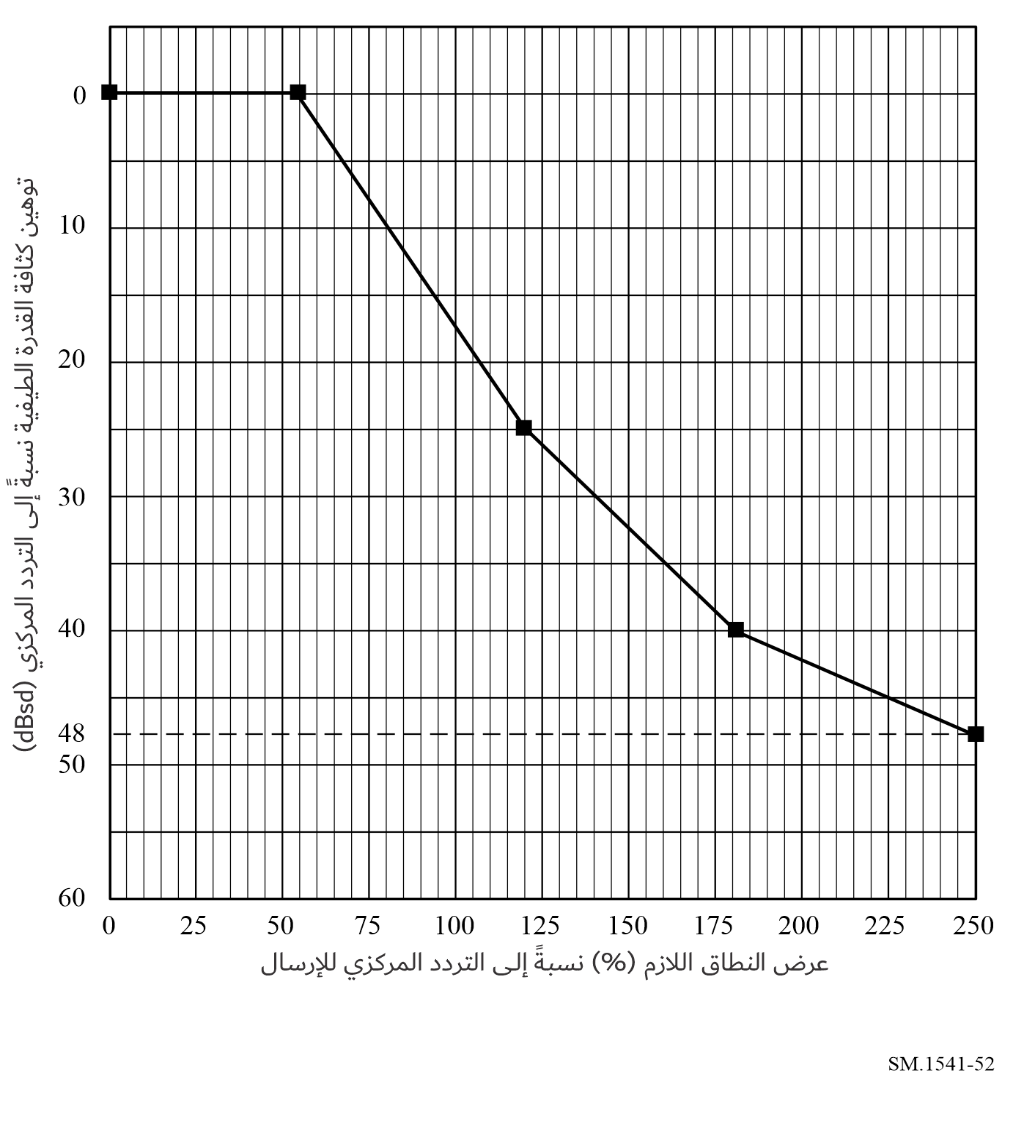 0
10
20
30
40
48
50
60
توهين كثافة القدرة الطيفية نسبةً إلى التردد المركزي (dBsd)
0 25 50 75 100 125 150 175 200 225 250
عرض النطاق اللازم (%) نسبةً إلى التردد المركزي للإرسال
SM.1541-52